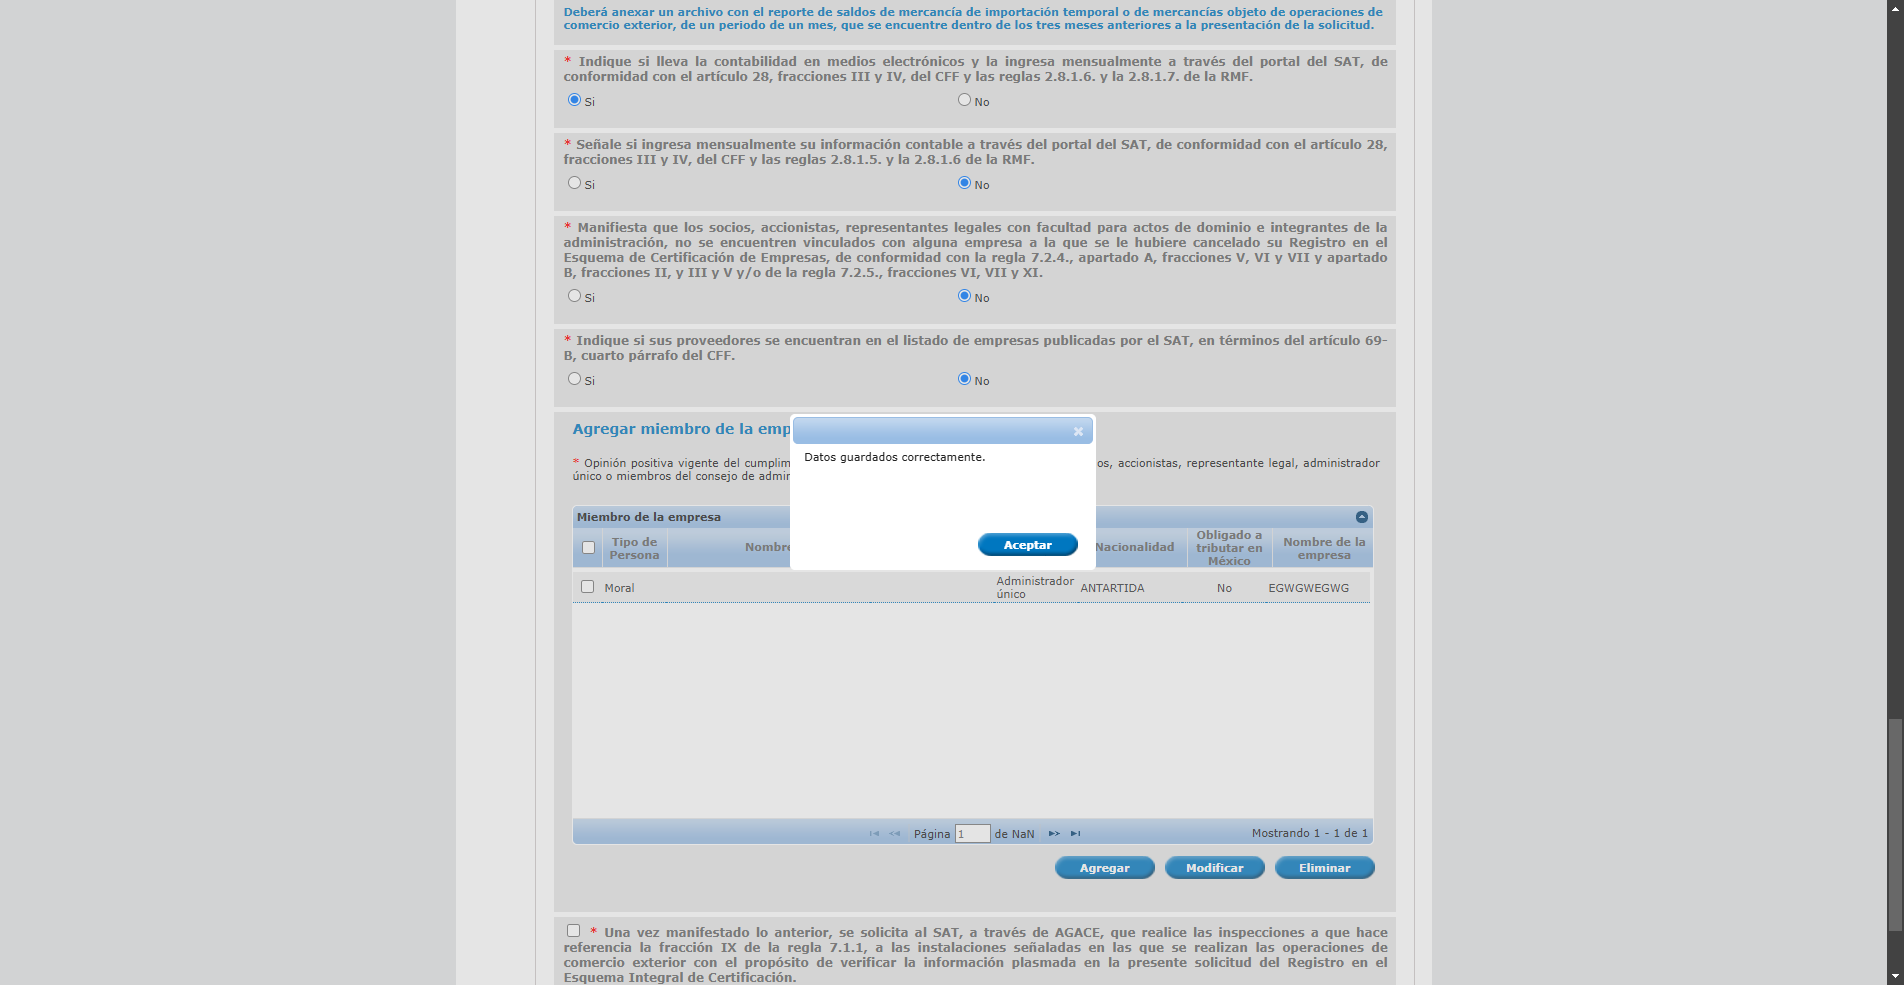 Deberá anexar un archivo con el reporte de saldos de mercancía de importación temporal o de mercancías objeto de operaciones de
comercio exterior, de un periodo de un mes, que se encuentre dentro de los tres meses anteriores a la presentación de la solicitud.
* Indique si lleva la contabilidad en medios electrónicos y la ingresa mensualmente a través del portal del SAT, de
conformidad con el artículo 28, fracciones III y IV, del CFF y las reglas 2.8.1.6. y la 2.8.1.7. de la RMF.
Si No
* Señale si ingresa mensualmente su información contable a través del portal del SAT, de conformidad con el artículo 28,
fracciones III y IV, del CFF y las reglas 2.8.1.5. y la 2.8.1.6 de la RMF.
Si No
* Manifiesta que los socios, accionistas, representantes legales con facultad para actos de dominio e integrantes de la
administración, no se encuentren vinculados con alguna empresa a la que se le hubiere cancelado su Registro en el
Esquema de Certificación de Empresas, de conformidad con la regla 7.2.4., apartado A, fracciones V, VI y VII y apartado
B, fracciones II, y III y V y/o de la regla 7.2.5., fracciones VI, VII y XI.
Si No
* Indique si sus proveedores se encuentran en el listado de empresas publicadas por el SAT, en términos del artículo 69-
B, cuarto párrafo del CFF.
Si No
Agregar miembro de la emp
Datos guardados correctamente.
* Opinión positiva vigente del cumplim os, accionistas, representante legal, administrador
único o miembros del consejo de admin
Aceptar
Miembro de la empresa
Tipo de Persona Nombre Nacionalidad Obligado a tributar en México Nombre de la empresa
Moral Administrador único ANTARTIDA No EGWGWEGWG
Página 1 de NaN Mostrando 1 - 1 de 1
Agregar Modificar Eliminar
* Una vez manifestado lo anterior, se solicita al SAT, a través de AGACE, que realice las inspecciones a que hace
referencia la fracción IX de la regla 7.1.1, a las instalaciones señaladas en las que se realizan las operaciones de
comercio exterior con el propósito de verificar la información plasmada en la presente solicitud del Registro en el
Esquema Integral de Certificación.